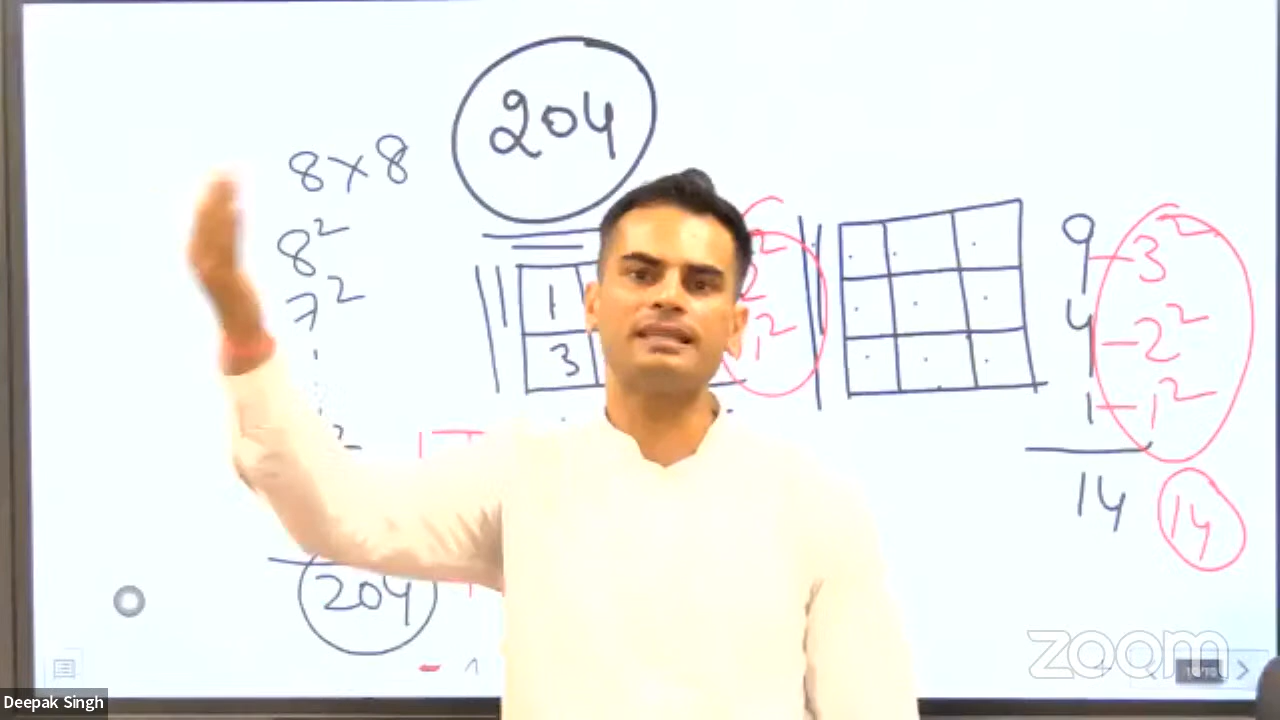 204
8×8
8²
7²
204
1
3
2²
1²
9 – 3²
4 – 2²
1 – 1²
14 14
zoom
Deepak Singh